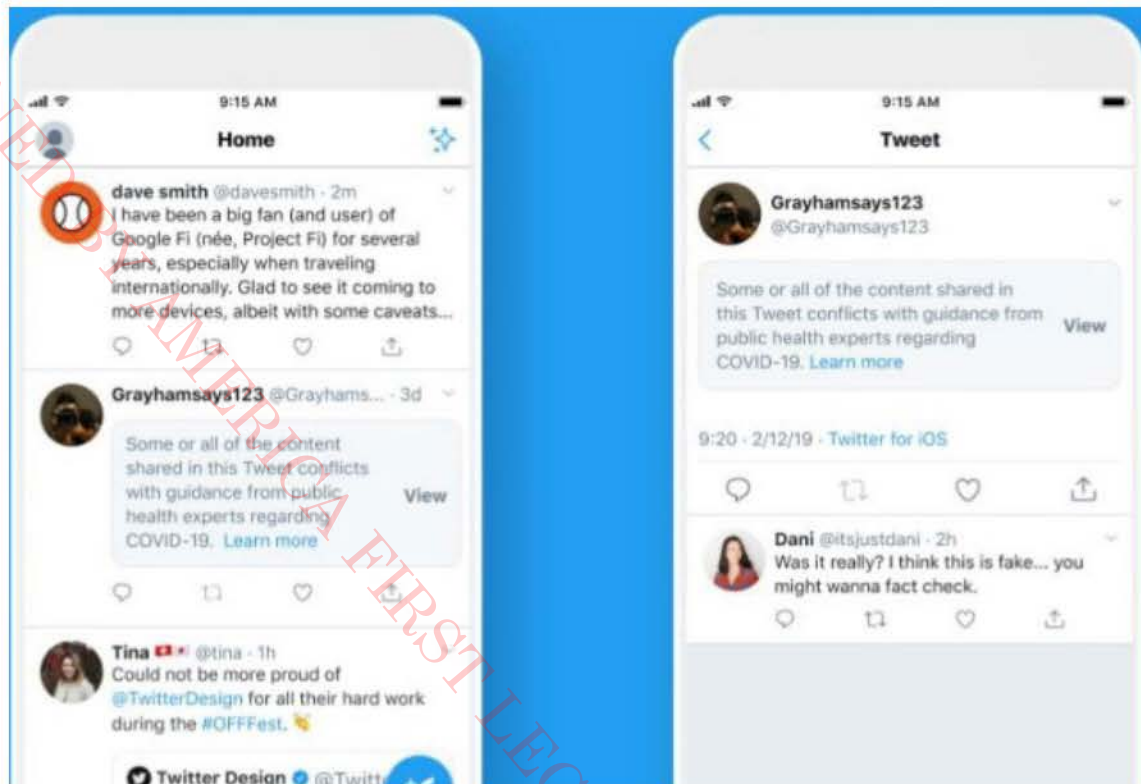 9:15 AM
Home
dave smith @davesmith · 2m
I have been a big fan (and user) of
Google Fi (née, Project Fi) for several
years, especially when traveling
internationally. Glad to see it coming to
more devices, albeit with some caveats...
Grayhamsays123 @Grayhams... · 3d
Some or all of the content
shared in this Tweet conflicts
with guidance from public
health experts regarding
COVID-19. Learn more
View
Tina @tina · 1h
Could not be more proud of
@TwitterDesign for all their hard work
during the #OFFFest.
Twitter Design @Twitt
9:15 AM
Tweet
Grayhamsays123
@Grayhamsays123
Some or all of the content shared in
this Tweet conflicts with guidance from
public health experts regarding
COVID-19. Learn more
View
9:20 · 2/12/19 · Twitter for iOS
Dani @itsjustdani · 2h
Was it really? I think this is fake... you
might wanna fact check.
BY AMERICA FIRST